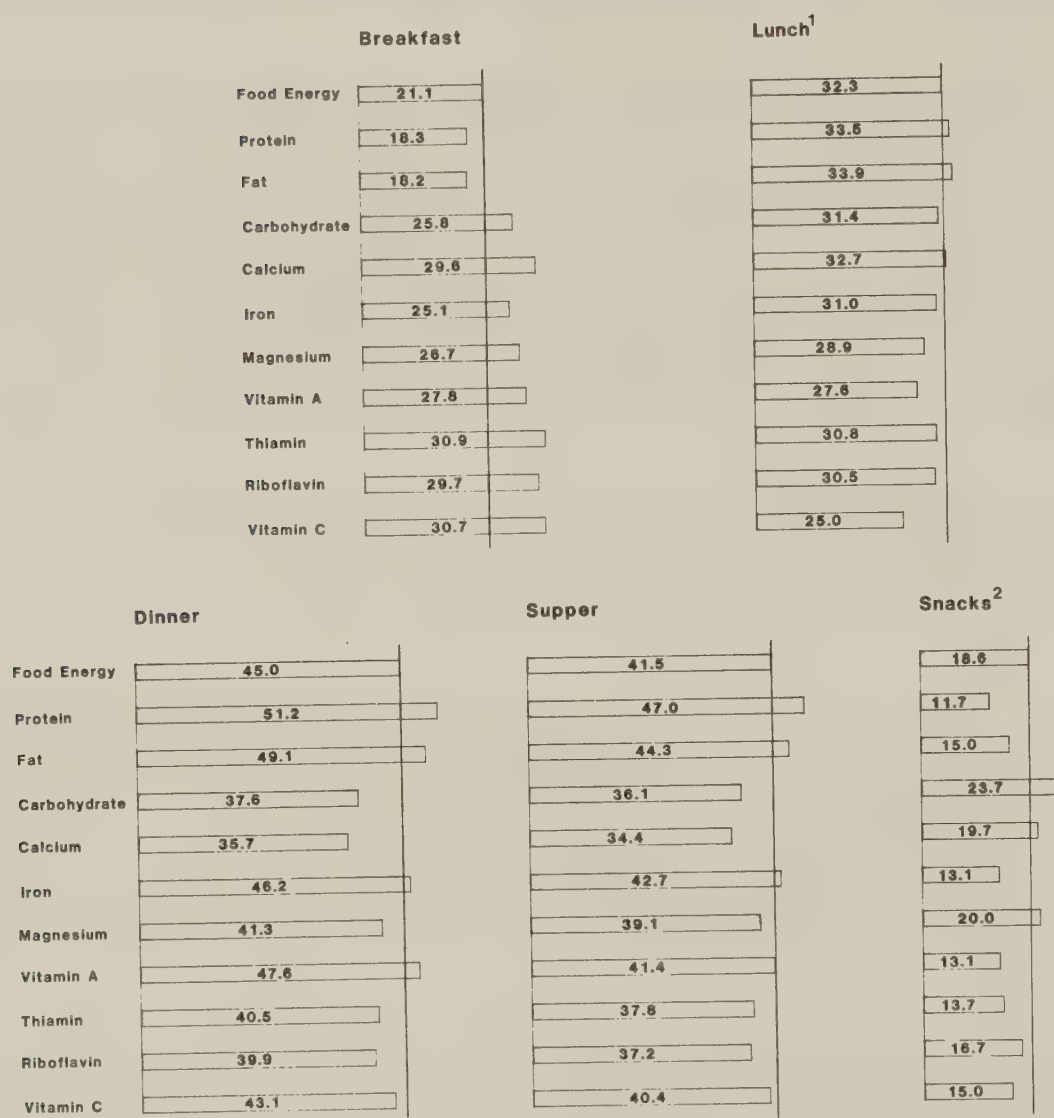 Breakfast Lunch¹
Food Energy 21.1 32.3
Protein 18.3 33.5
Fat 18.2 33.9
Carbohydrate 25.8 31.4
Calcium 29.6 32.7
Iron 25.1 31.0
Magnesium 26.7 28.9
Vitamin A 27.8 27.6
Thiamin 30.9 30.8
Riboflavin 29.7 30.5
Vitamin C 30.7 25.0
Dinner Supper Snacks²
Food Energy 45.0 41.5 18.6
Protein 51.2 47.0 11.7
Fat 49.1 44.3 15.0
Carbohydrate 37.6 36.1 23.7
Calcium 35.7 34.4 19.7
Iron 46.2 42.7 13.1
Magnesium 41.3 39.1 20.0
Vitamin A 47.6 41.4 13.1
Thiamin 40.5 37.8 13.7
Riboflavin 39.9 37.2 16.7
Vitamin C 43.1 40.4 15.0